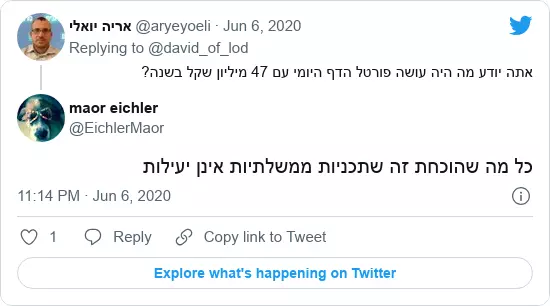 אריה יואלי @aryeyoeli · Jun 6, 2020
Replying to @david_of_lod
אתה יודע מה היה עושה פורטל הדף היומי עם 47 מיליון שקל בשנה?
maor eichler
@EichlerMaor
כל מה שהוכחת זה שתכניות ממשלתיות אינן יעילות
11:14 PM · Jun 6, 2020
1 Reply Copy link to Tweet
Explore what's happening on Twitter